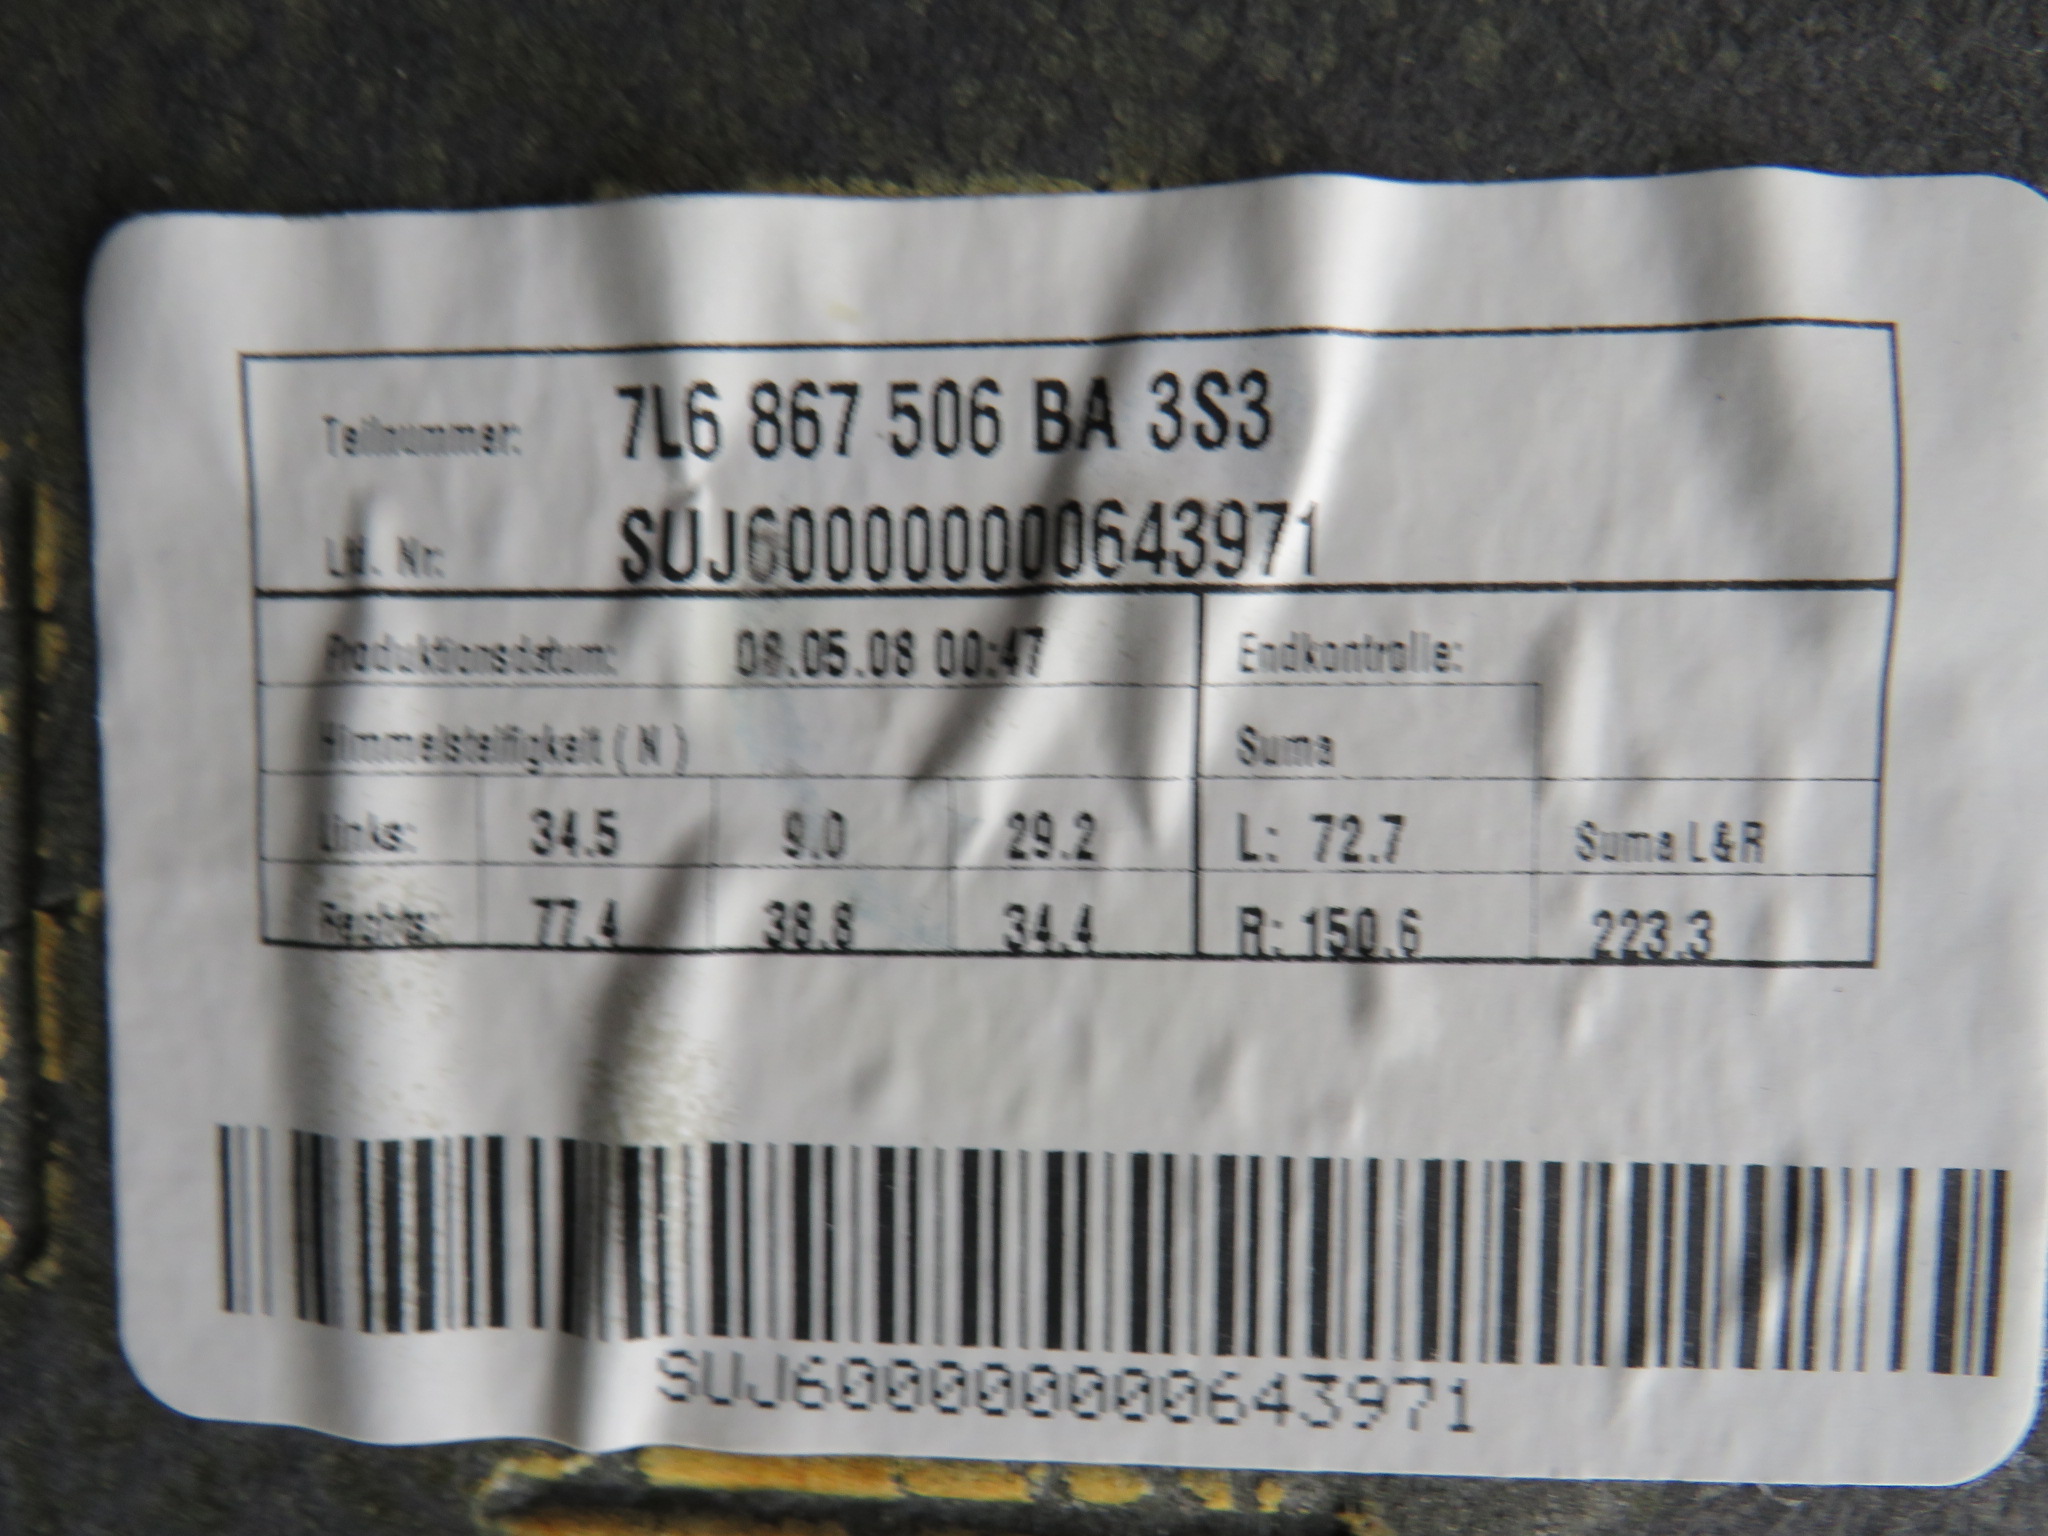 Teilnummer: 7L6 867 506 BA 3S3
Lfd. Nr: SUJ600000000643971
Produktionsdatum: 08.05.08 00:47 Endkontrolle:
Himmelsteifigkeit ( N ) Suma
Links: 34.5 9.0 29.2 L: 72.7 Suma L&R
Rechts: 77.4 38.8 34.4 R: 150.6 223.3
SUJ600000000643971